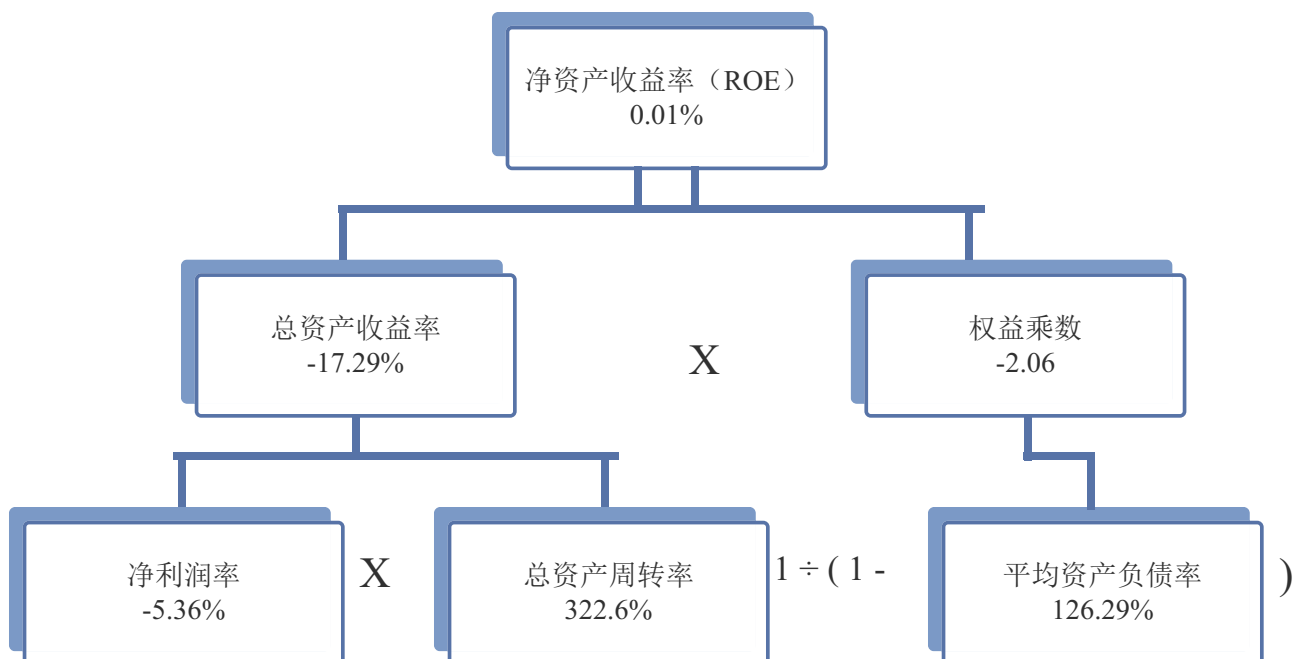 净资产收益率（ROE）
0.01%
总资产收益率
-17.29%
X
权益乘数
-2.06
净利润率
-5.36%
X
总资产周转率
322.6%
1 ÷ ( 1 -
平均资产负债率
126.29%
)